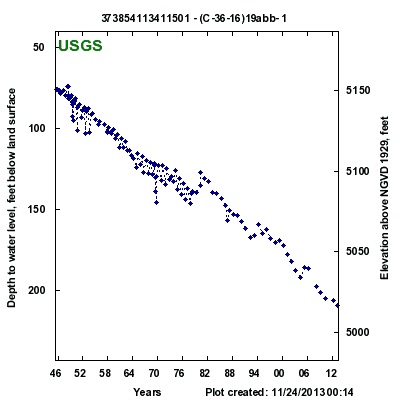 373854113411501 - (C-36-16)19abb- 1
USGS
50
100
150
200
5150
5100
5050
5000
Depth to water level, feet below land surface
Elevation above NGVD 1929, feet
46 52 58 64 70 76 82 88 94 00 06 12
Years
Plot created: 11/24/2013 00:14